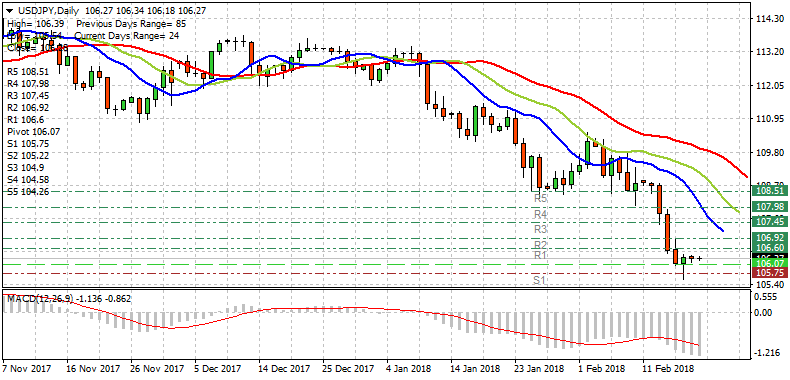 USDJPY,Daily 106.27 106.34 106.18 106.27
High= 106.39 Previous Days Range= 85
Current Days Range= 24
R5 108.51
R4 107.98
R3 107.45
R2 106.92
R1 106.6
Pivot 106.07
S1 105.75
S2 105.22
S3 104.9
S4 104.58
S5 104.26
R5
R4
R3
R2
R1
S1
114.30
113.20
112.05
110.95
109.80
108.51
107.98
107.45
106.92
106.60
106.07
105.75
105.40
MACD(12,26,9) -1.136 -0.862
0.555
0.00
-1.216
7 Nov 2017 16 Nov 2017 26 Nov 2017 5 Dec 2017 14 Dec 2017 25 Dec 2017 4 Jan 2018 14 Jan 2018 23 Jan 2018 1 Feb 2018 11 Feb 2018